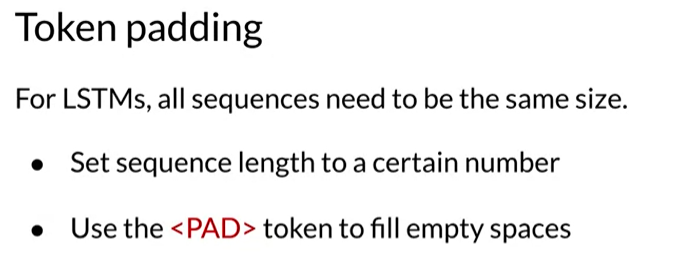 Token padding
For LSTMs, all sequences need to be the same size.
● Set sequence length to a certain number
● Use the <PAD> token to fill empty spaces